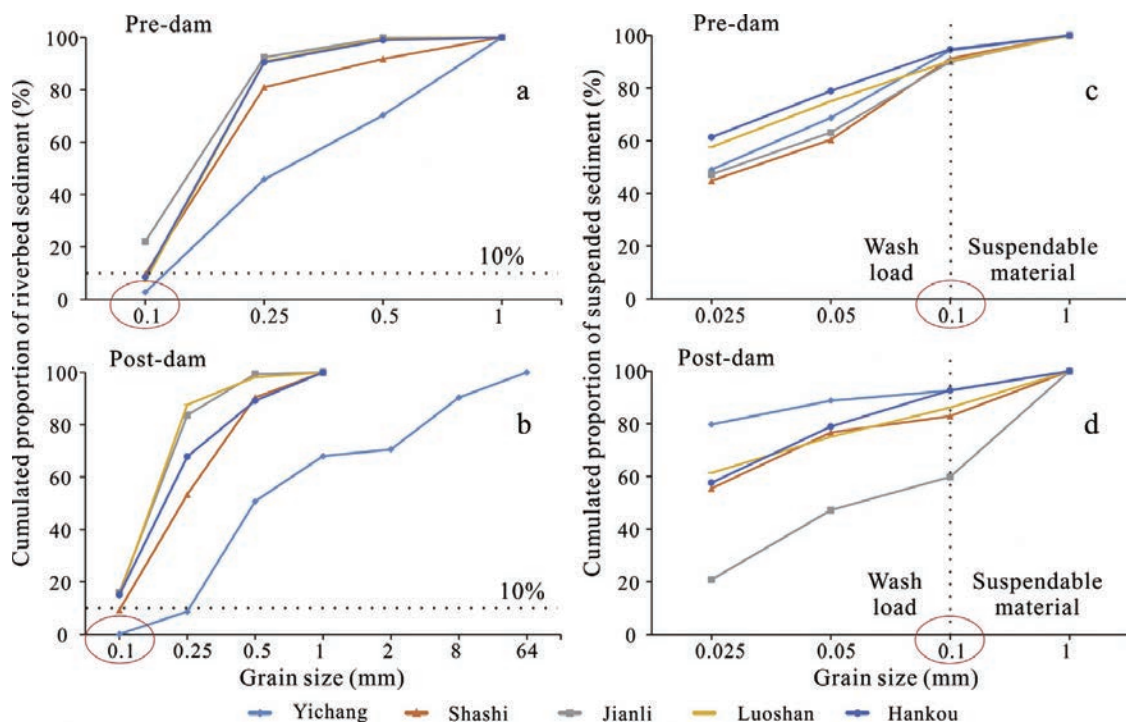 Pre-dam
Cumulated proportion of riverbed sediment (%)
100
80
60
40
20
0
a
10%
0.1
0.25
0.5
1
Pre-dam
Cumulated proportion of suspended sediment (%)
100
80
60
40
20
0
c
Wash
load
Suspendable
material
0.025
0.05
0.1
1
Post-dam
100
80
60
40
20
0
b
10%
0.1
0.25
0.5
1
2
8
64
Grain size (mm)
Post-dam
100
80
60
40
20
0
d
Wash
load
Suspendable
material
0.025
0.05
0.1
1
Grain size (mm)
Yichang
Shashi
Jianli
Luoshan
Hankou